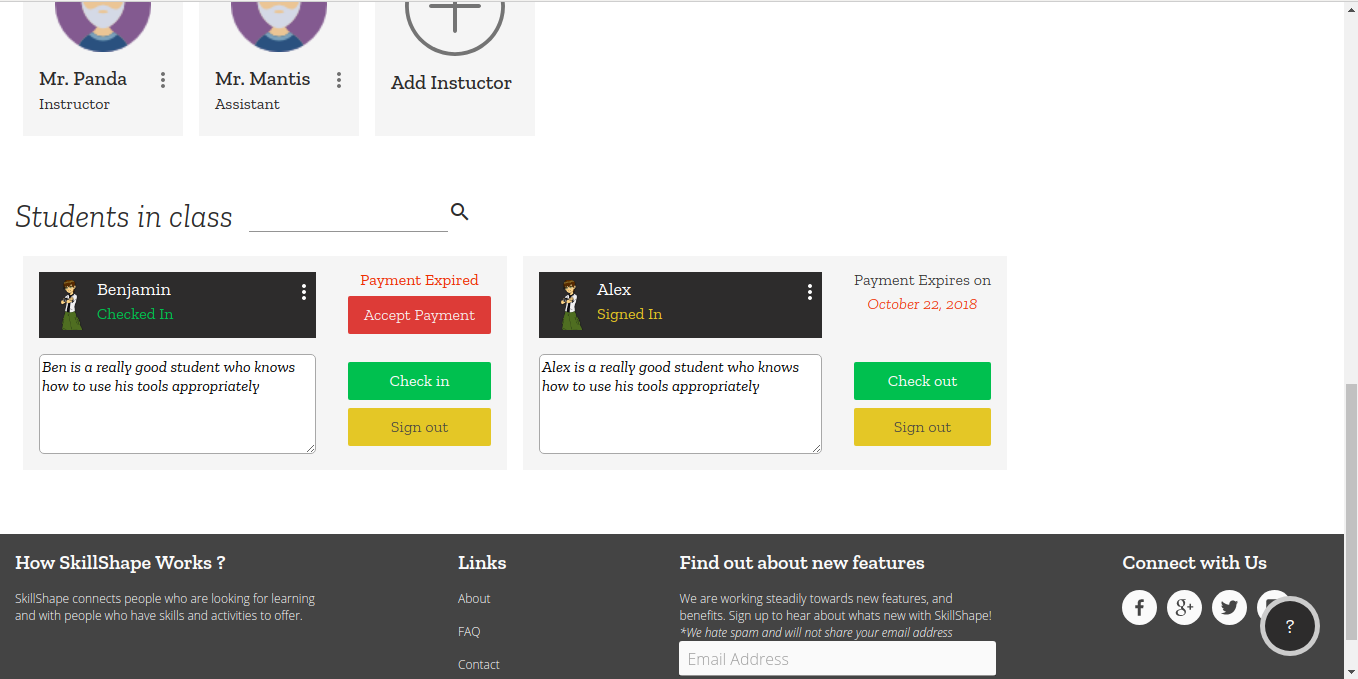 Mr. Panda
Instructor
Mr. Mantis
Assistant
Add Instuctor
Students in class
Benjamin
Checked In
Payment Expired
Accept Payment
Ben is a really good student who knows
how to use his tools appropriately
Check in
Sign out
Alex
Signed In
Payment Expires on
October 22, 2018
Alex is a really good student who knows
how to use his tools appropriately
Check out
Sign out
How SkillShape Works ?
SkillShape connects people who are looking for learning
and with people who have skills and activities to offer.
Links
About
FAQ
Contact
Find out about new features
We are working steadily towards new features, and
benefits. Sign up to hear about whats new with SkillShape!
*We hate spam and will not share your email address
Email Address
Connect with Us
?